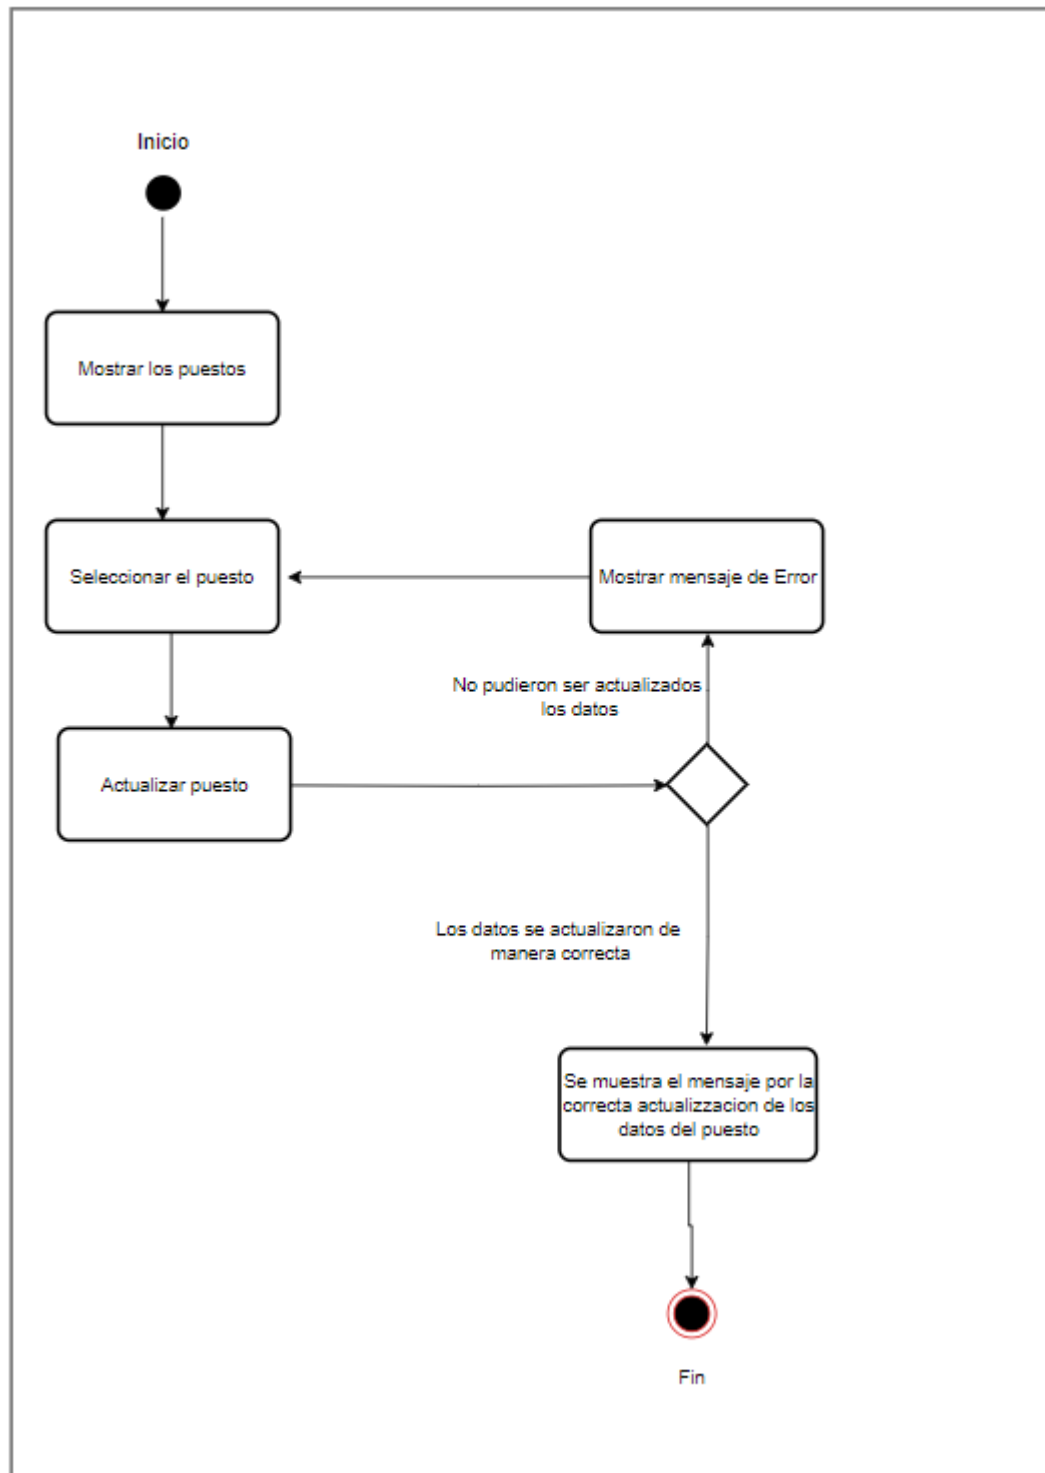 Inicio
Mostrar los puestos
Seleccionar el puesto
Mostrar mensaje de Error
No pudieron ser actualizados
los datos
Actualizar puesto
Los datos se actualizaron de
manera correcta
Se muestra el mensaje por la
correcta actualizzacion de los
datos del puesto
Fin